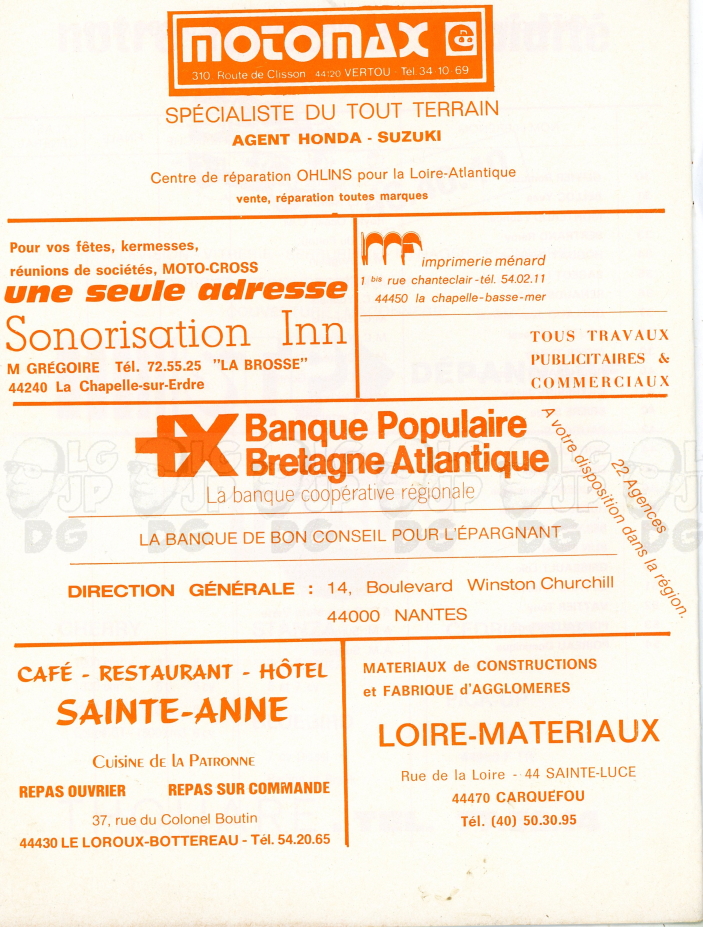 MOTOMAX
310 Route de Clisson 44120 VERTOU - Tel. 34-10-69
SPÉCIALISTE DU TOUT TERRAIN
AGENT HONDA - SUZUKI
Centre de réparation OHLINS pour la Loire-Atlantique
vente, réparation toutes marques
Pour vos fêtes, kermesses,
réunions de sociétés, MOTO-CROSS
une seule adresse
Sonorisation Inn
M GRÉGOIRE Tél. 72.55.25 "LA BROSSE"
44240 La Chapelle-sur-Erdre
imprimerie ménard
1 bis rue chanteclair - tél. 54.02.11
44450 la chapelle-basse-mer
TOUS TRAVAUX
PUBLICITAIRES &
COMMERCIAUX
Banque Populaire
Bretagne Atlantique
La banque coopérative régionale
22 Agences
A votre disposition dans la région.
LA BANQUE DE BON CONSEIL POUR L'ÉPARGNANT
DIRECTION GÉNÉRALE : 14, Boulevard Winston Churchill
44000 NANTES
CAFÉ - RESTAURANT - HÔTEL
SAINTE-ANNE
CUISINE DE LA PATRONNE
REPAS OUVRIER REPAS SUR COMMANDE
37, rue du Colonel Boutin
44430 LE LOROUX-BOTTEREAU - Tél. 54.20.65
MATERIAUX de CONSTRUCTIONS
et FABRIQUE d'AGGLOMERES
LOIRE-MATERIAUX
Rue de la Loire - 44 SAINTE-LUCE
44470 CARQUEFOU
Tél. (40) 50.30.95